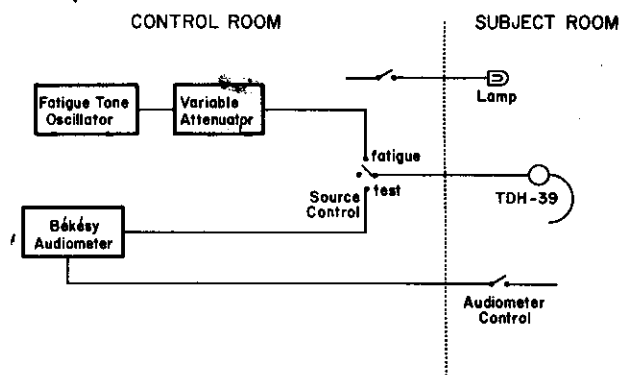 CONTROL ROOM
SUBJECT ROOM
Fatigue Tone
Oscillator
Variable
Attenuator
Lamp
fatigue
test
Source
Control
TDH-39
Békésy
Audiometer
Audiometer
Control